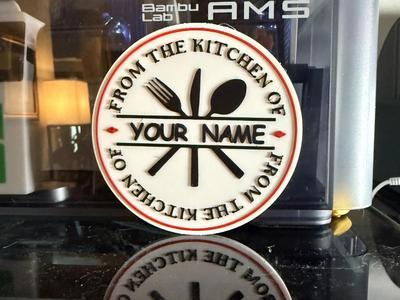 Bambu Lab AMS
FROM THE KITCHEN OF
YOUR NAME
FROM THE KITCHEN OF